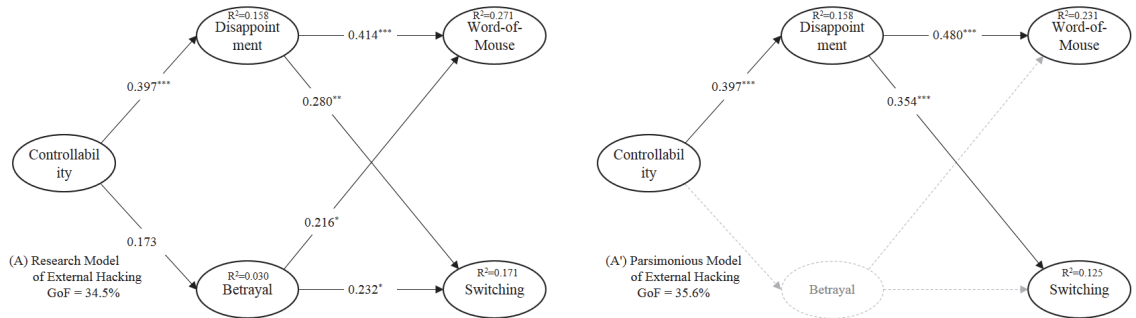 R²=0.158
Disappoint
ment
0.414***
R²=0.271
Word-of-
Mouse
0.397***
0.280**
Controllabil
ity
0.216*
0.173
(A) Research Model
of External Hacking
GoF = 34.5%
R²=0.030
Betrayal
0.232*
R²=0.171
Switching
R²=0.158
Disappoint
ment
0.480***
R²=0.231
Word-of-
Mouse
0.397***
0.354***
Controllabil
ity
(A') Parsimonious Model
of External Hacking
GoF = 35.6%
Betrayal
R²=0.125
Switching